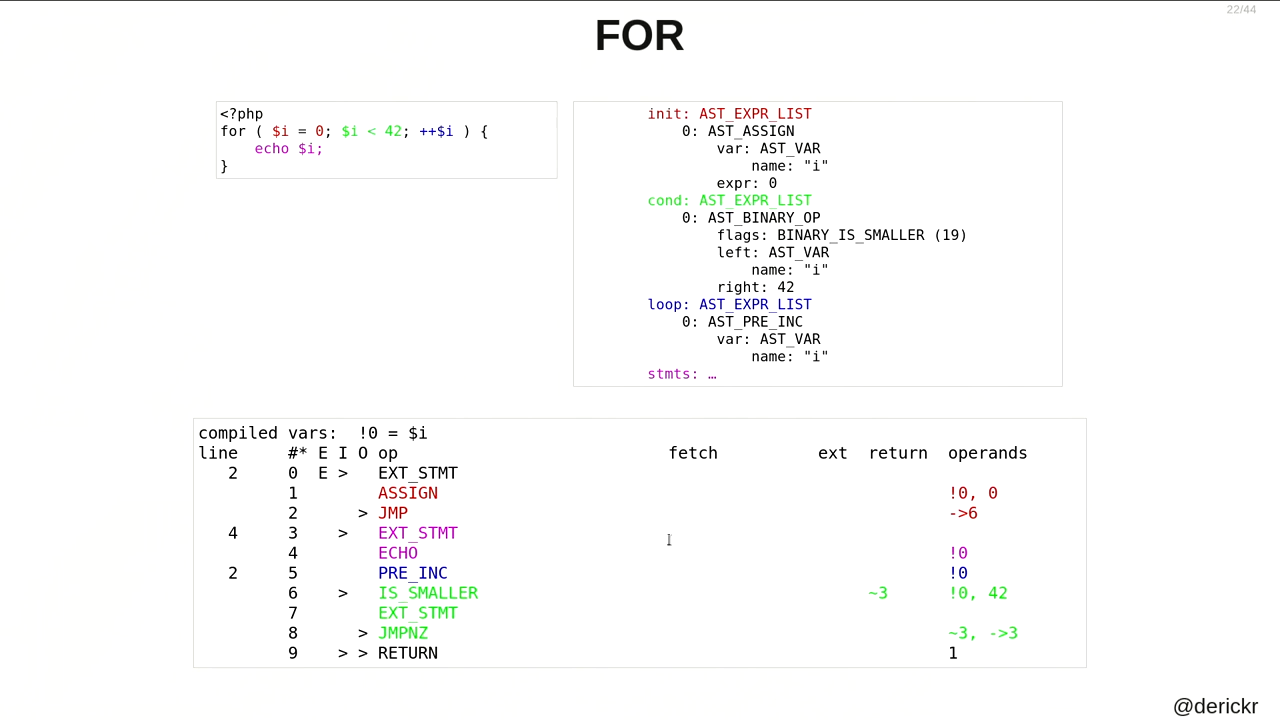 22/44
FOR
<?php
for ( $i = 0; $i < 42; ++$i ) {
    echo $i;
}
init: AST_EXPR_LIST
    0: AST_ASSIGN
        var: AST_VAR
            name: "i"
        expr: 0
cond: AST_EXPR_LIST
    0: AST_BINARY_OP
        flags: BINARY_IS_SMALLER (19)
        left: AST_VAR
            name: "i"
        right: 42
loop: AST_EXPR_LIST
    0: AST_PRE_INC
        var: AST_VAR
            name: "i"
stmts: …
compiled vars:  !0 = $i
line     #* E I O op                           fetch          ext  return  operands
   2     0  E >   EXT_STMT
         1        ASSIGN                                                   !0, 0
         2      > JMP                                                      ->6
   4     3    >   EXT_STMT
         4        ECHO                                                     !0
   2     5        PRE_INC                                                  !0
         6    >   IS_SMALLER                                       ~3      !0, 42
         7        EXT_STMT
         8      > JMPNZ                                                    ~3, ->3
         9    > > RETURN                                                   1
@derickr